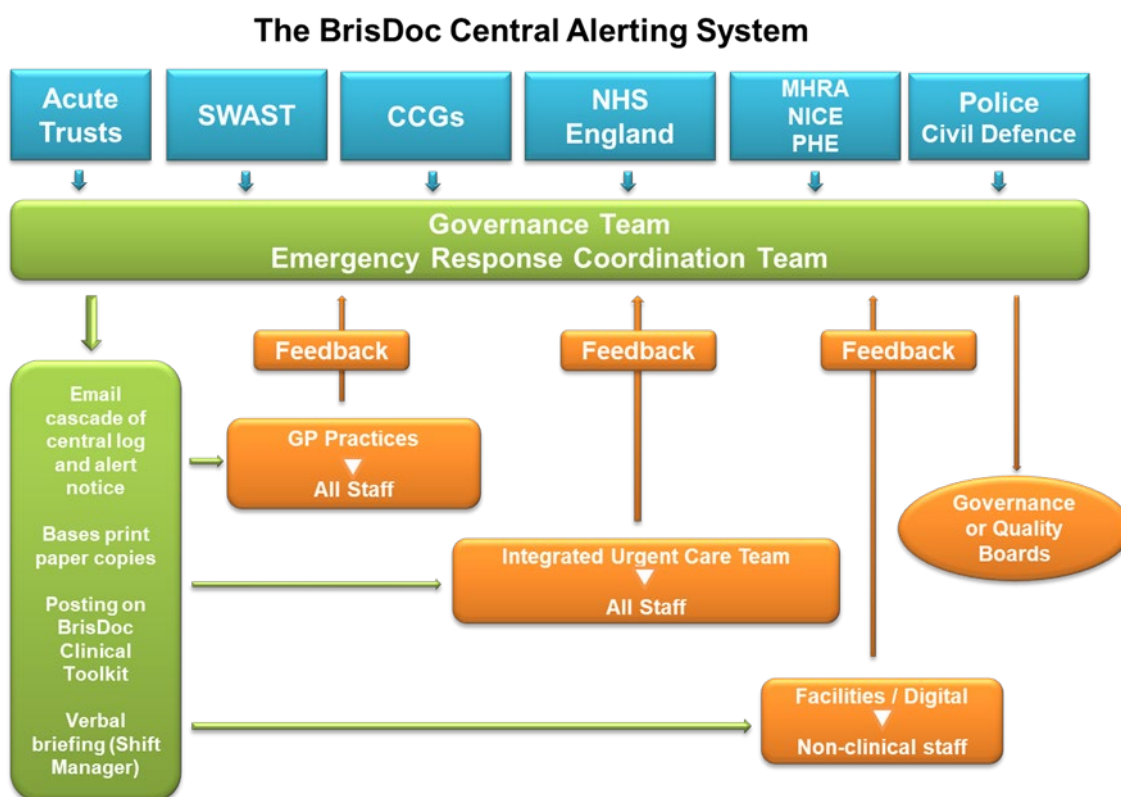 The BrisDoc Central Alerting System
Acute
Trusts
SWAST
CCGs
NHS
England
MHRA
NICE
PHE
Police
Civil Defence
Governance Team
Emergency Response Coordination Team
Feedback
Feedback
Feedback
Email
cascade of
central log
and alert
notice
Bases print
paper copies
Posting on
BrisDoc
Clinical
Toolkit
Verbal
briefing (Shift
Manager)
GP Practices
All Staff
Integrated Urgent Care Team
All Staff
Facilities / Digital
Non-clinical staff
Governance
or Quality
Boards